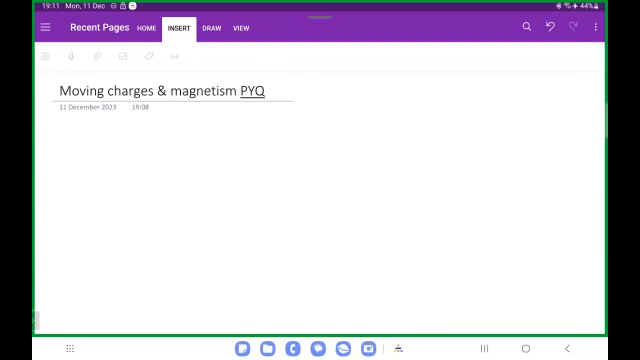 19:11 Mon, 11 Dec 44%
Recent Pages HOME INSERT DRAW VIEW
Moving charges & magnetism PYQ
11 December 2023 19:08